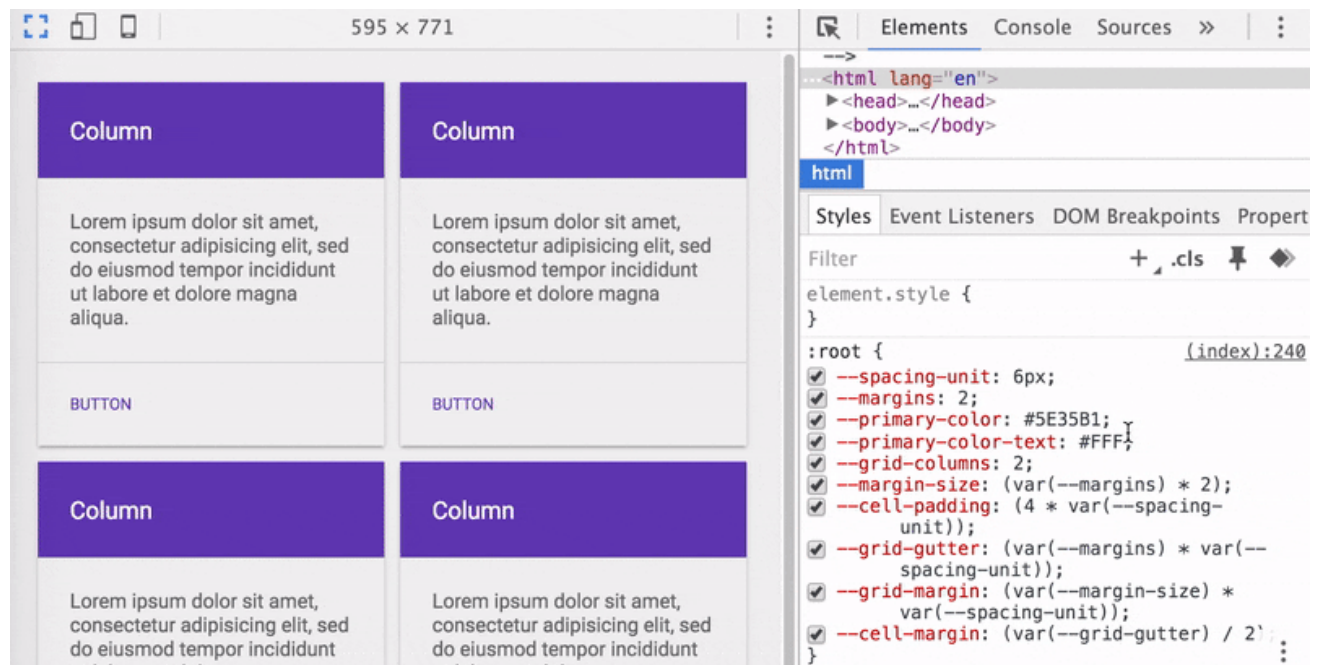 595 × 771
Column
Lorem ipsum dolor sit amet,
consectetur adipisicing elit, sed
do eiusmod tempor incididunt
ut labore et dolore magna
aliqua.
BUTTON
Column
Lorem ipsum dolor sit amet,
consectetur adipisicing elit, sed
do eiusmod tempor incididunt
ut labore et dolore magna
aliqua.
BUTTON
Column
Lorem ipsum dolor sit amet,
consectetur adipisicing elit, sed
do eiusmod tempor incididunt
Column
Lorem ipsum dolor sit amet,
consectetur adipisicing elit, sed
do eiusmod tempor incididunt
Elements Console Sources »
-->
…<html lang="en">
▶<head>…</head>
▶<body>…</body>
</html>
html
Styles Event Listeners DOM Breakpoints Propert
Filter + .cls
element.style {
}
:root { (index):240
--spacing-unit: 6px;
--margins: 2;
--primary-color: #5E35B1;
--primary-color-text: #FFF;
--grid-columns: 2;
--margin-size: (var(--margins) * 2);
--cell-padding: (4 * var(--spacing-
unit));
--grid-gutter: (var(--margins) * var(--
spacing-unit));
--grid-margin: (var(--margin-size) *
var(--spacing-unit));
--cell-margin: (var(--grid-gutter) / 2);
}